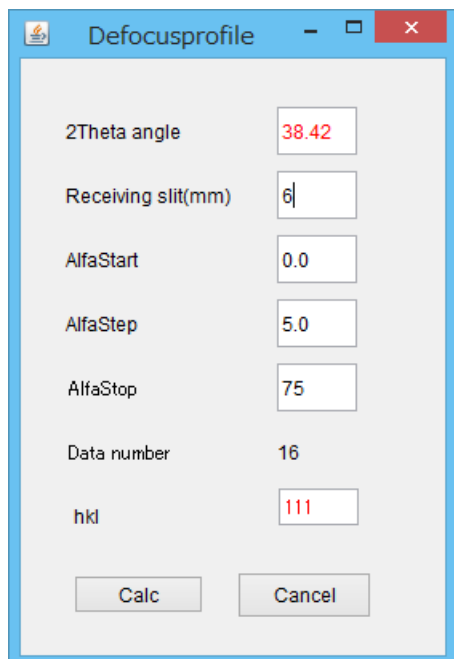 Defocusprofile
2Theta angle 38.42
Receiving slit(mm) 6
AlfaStart 0.0
AlfaStep 5.0
AlfaStop 75
Data number 16
hkl 111
Calc Cancel